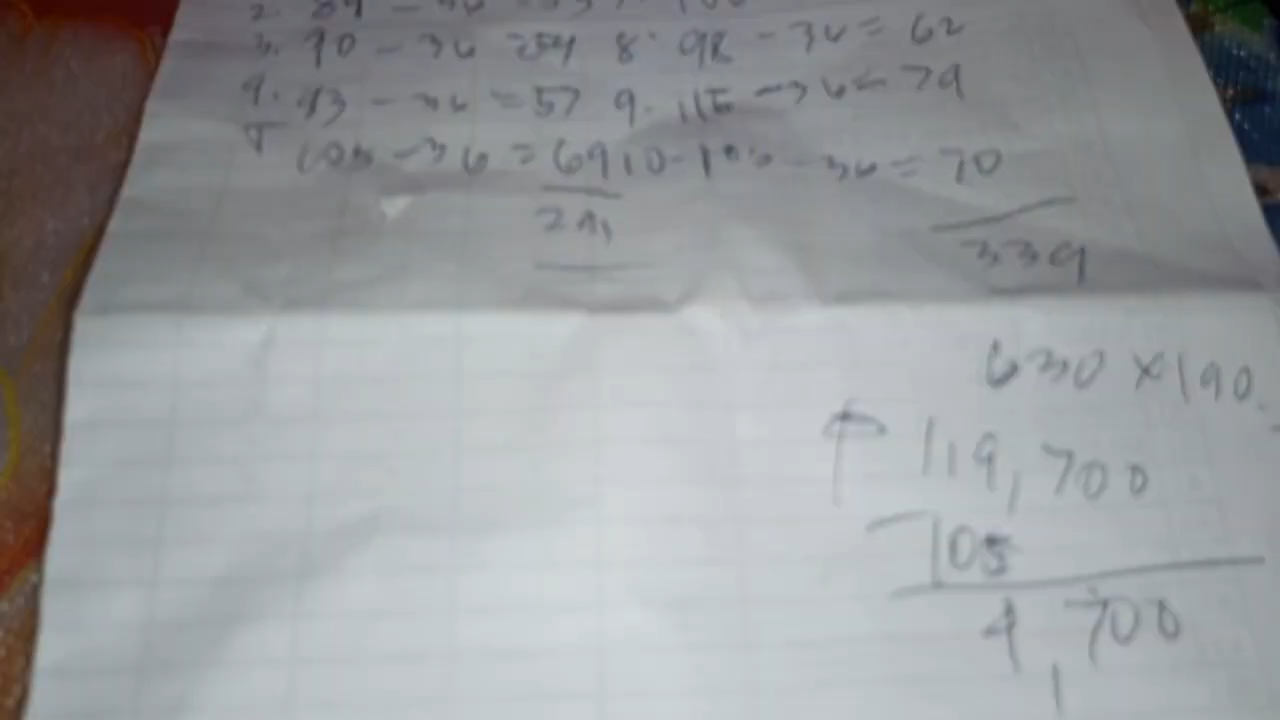 3. 90 - 36 = 54 8. 98 - 36 = 62
4. 93 - 36 = 57 9. 115 - 36 = 79
5 105 - 36 = 69 10 - 106 - 36 = 70
339
630 x 190
119,700
105
4,700